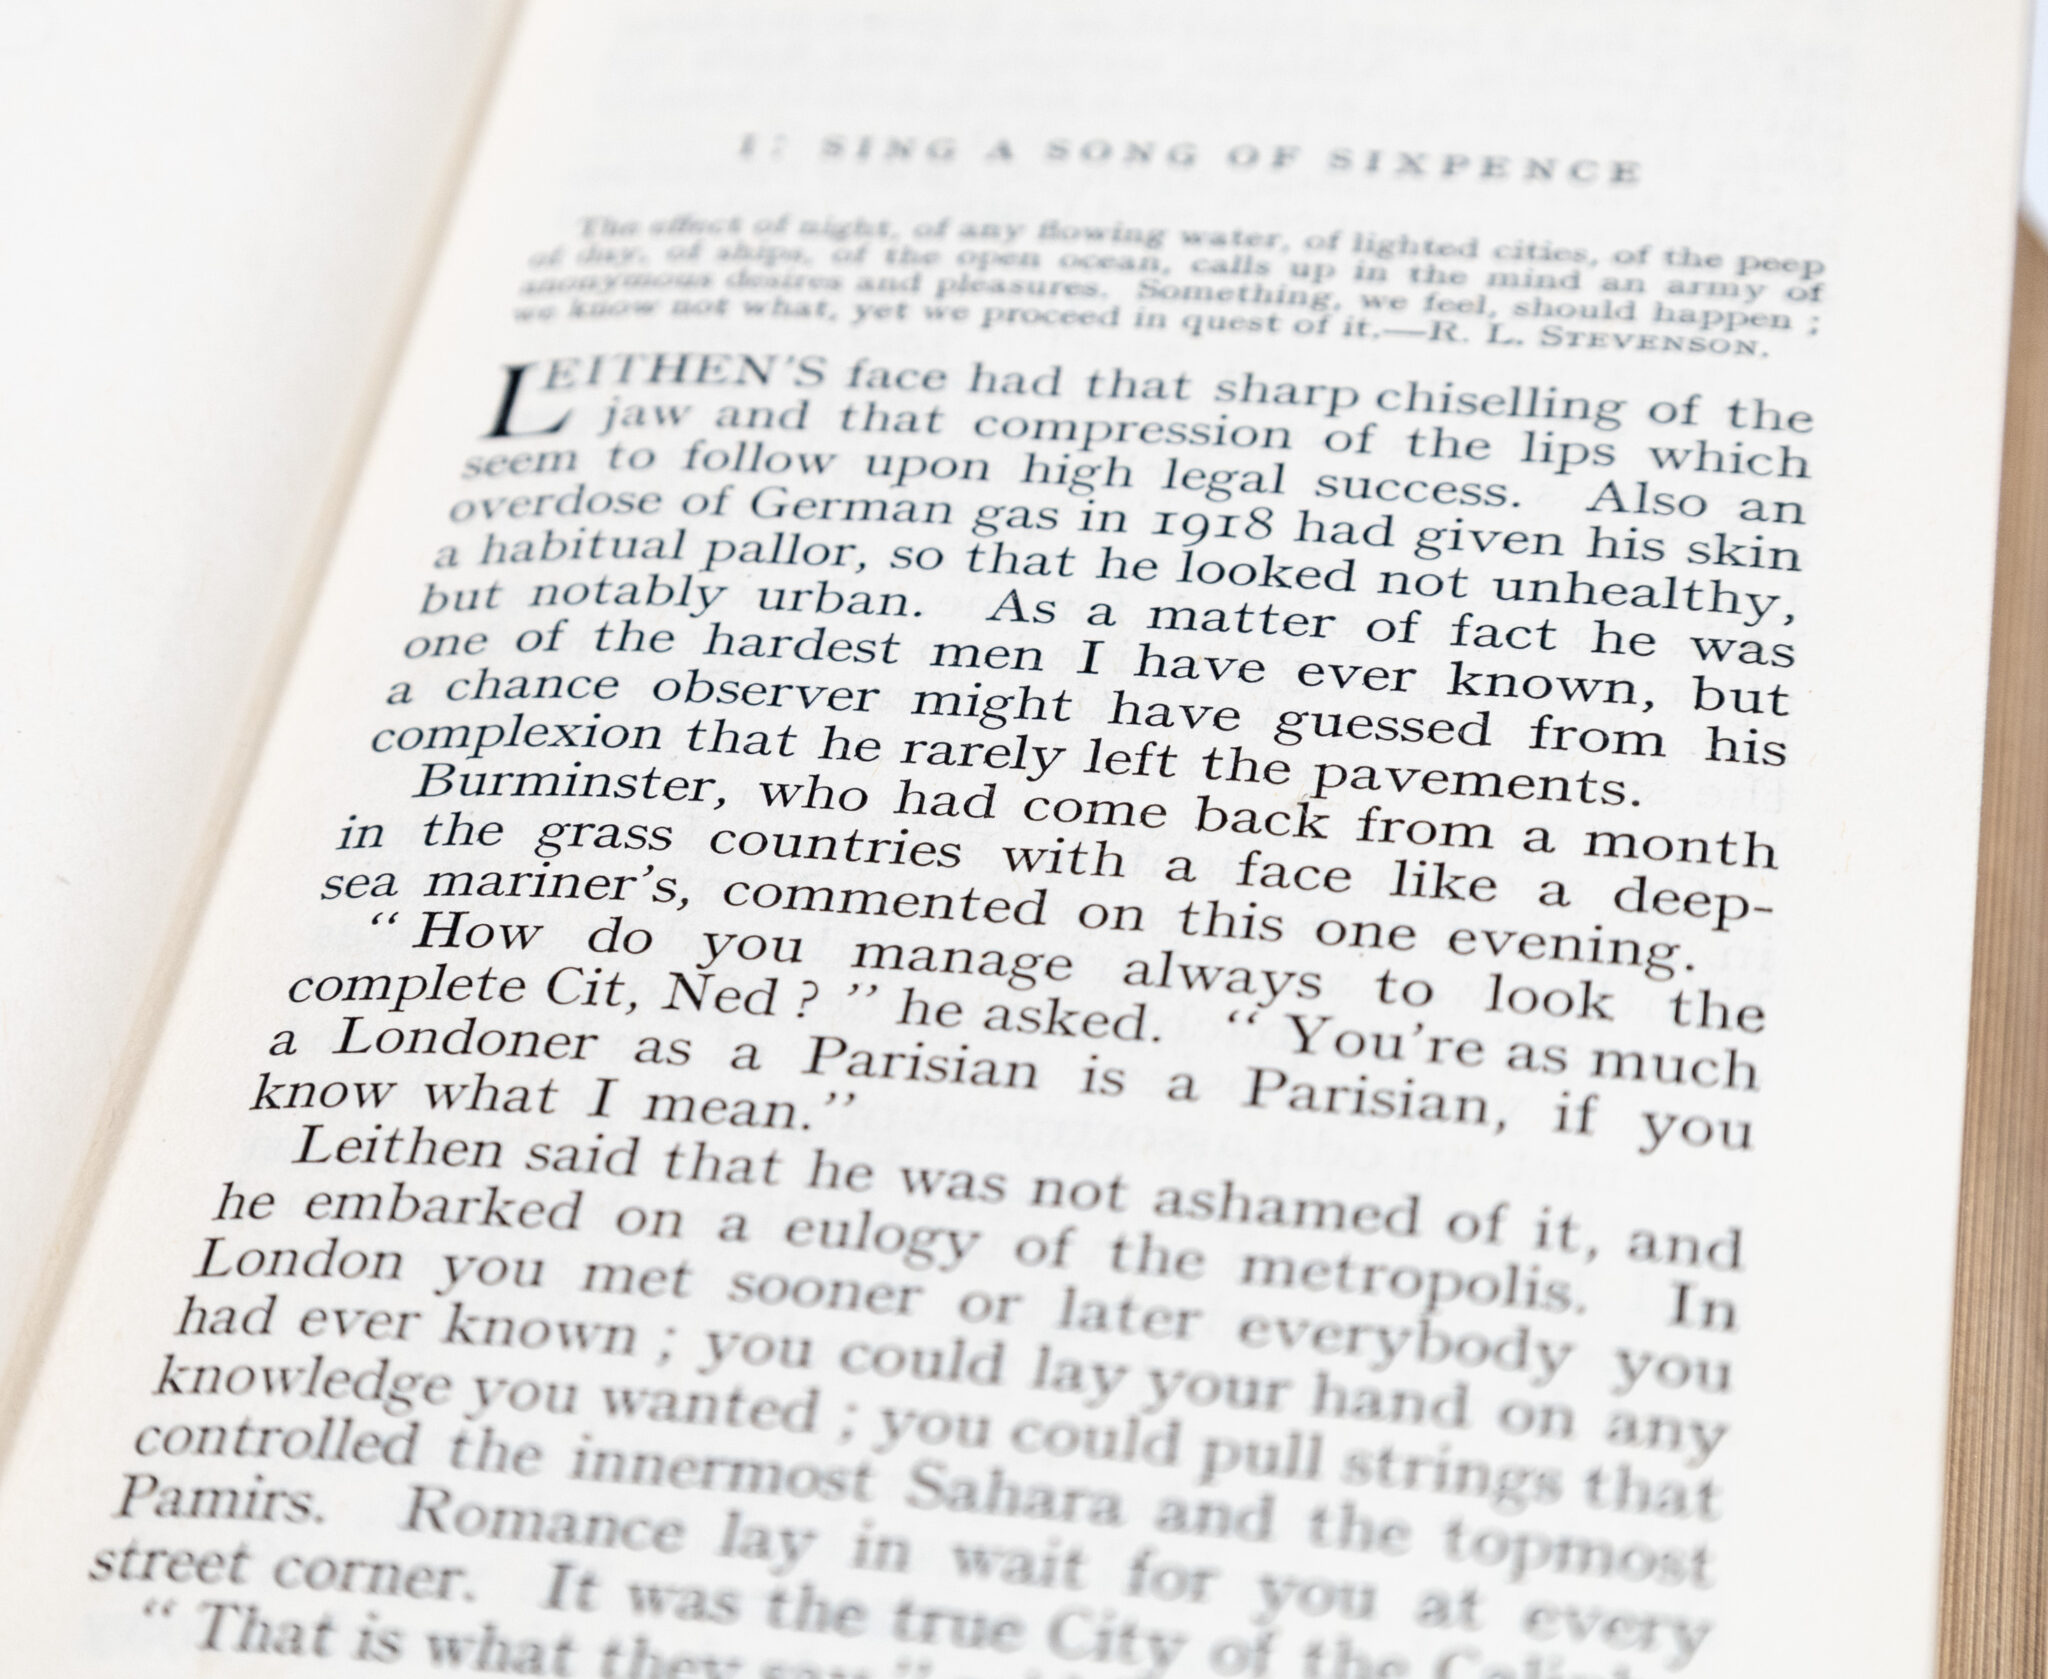 I: SING A SONG OF SIXPENCE
The effect of night, of any flowing water, of lighted cities, of the peep
of day, of ships, of the open ocean, calls up in the mind an army of
anonymous desires and pleasures. Something, we feel, should happen ;
we know not what, yet we proceed in quest of it.—R. L. STEVENSON.
LEITHEN'S face had that sharp chiselling of the
jaw and that compression of the lips which
seem to follow upon high legal success. Also an
overdose of German gas in 1918 had given his skin
a habitual pallor, so that he looked not unhealthy,
but notably urban. As a matter of fact he was
one of the hardest men I have ever known, but
a chance observer might have guessed from his
complexion that he rarely left the pavements.
Burminster, who had come back from a month
in the grass countries with a face like a deep-
sea mariner's, commented on this one evening.
“ How do you manage always to look the
complete Cit, Ned ? ” he asked. “ You're as much
a Londoner as a Parisian is a Parisian, if you
know what I mean.”
Leithen said that he was not ashamed of it, and
he embarked on a eulogy of the metropolis. In
London you met sooner or later everybody you
had ever known ; you could lay your hand on any
knowledge you wanted ; you could pull strings that
controlled the innermost Sahara and the topmost
Pamirs. Romance lay in wait for you at every
street corner. It was the true City of the
“ That is what they say,”